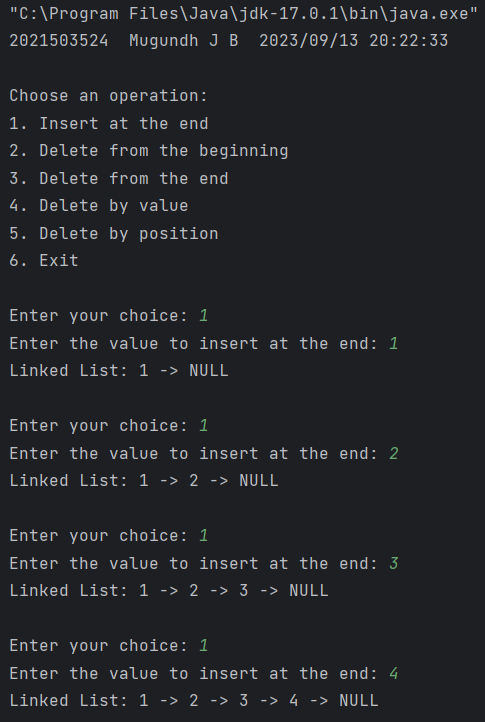 "C:\Program Files\Java\jdk-17.0.1\bin\java.exe"
2021503524  Mugundh J B  2023/09/13 20:22:33
Choose an operation:
1. Insert at the end
2. Delete from the beginning
3. Delete from the end
4. Delete by value
5. Delete by position
6. Exit
Enter your choice: 1
Enter the value to insert at the end: 1
Linked List: 1 -> NULL
Enter your choice: 1
Enter the value to insert at the end: 2
Linked List: 1 -> 2 -> NULL
Enter your choice: 1
Enter the value to insert at the end: 3
Linked List: 1 -> 2 -> 3 -> NULL
Enter your choice: 1
Enter the value to insert at the end: 4
Linked List: 1 -> 2 -> 3 -> 4 -> NULL